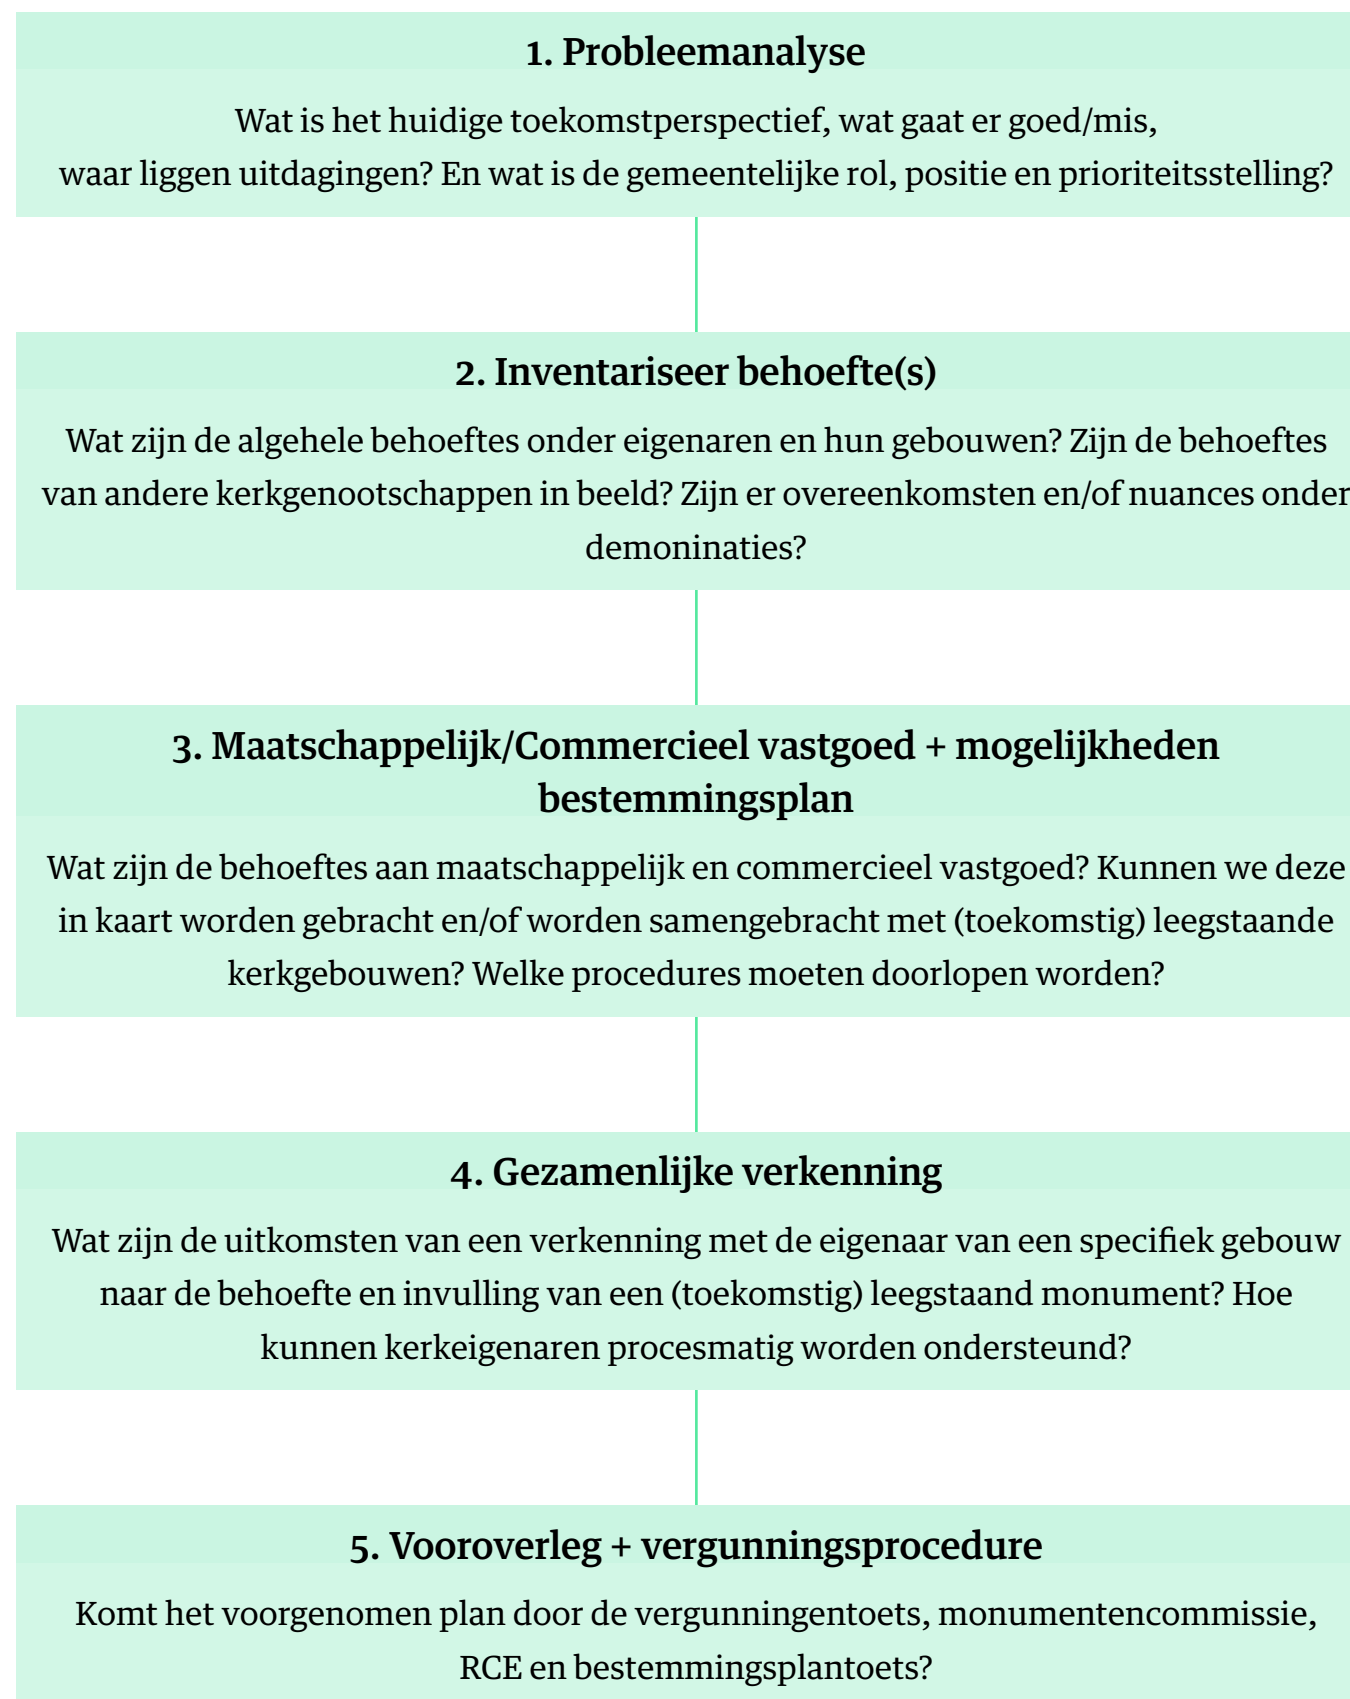 1. Probleemanalyse
Wat is het huidige toekomstperspectief, wat gaat er goed/mis,
waar liggen uitdagingen? En wat is de gemeentelijke rol, positie en prioriteitsstelling?
2. Inventariseer behoefte(s)
Wat zijn de algehele behoeftes onder eigenaren en hun gebouwen? Zijn de behoeftes
van andere kerkgenootschappen in beeld? Zijn er overeenkomsten en/of nuances onder
demoninaties?
3. Maatschappelijk/Commercieel vastgoed + mogelijkheden
bestemmingsplan
Wat zijn de behoeftes aan maatschappelijk en commercieel vastgoed? Kunnen we deze
in kaart worden gebracht en/of worden samengebracht met (toekomstig) leegstaande
kerkgebouwen? Welke procedures moeten doorlopen worden?
4. Gezamenlijke verkenning
Wat zijn de uitkomsten van een verkenning met de eigenaar van een specifiek gebouw
naar de behoefte en invulling van een (toekomstig) leegstaand monument? Hoe
kunnen kerkeigenaren procesmatig worden ondersteund?
5. Vooroverleg + vergunningsprocedure
Komt het voorgenomen plan door de vergunningentoets, monumentencommissie,
RCE en bestemmingsplantoets?